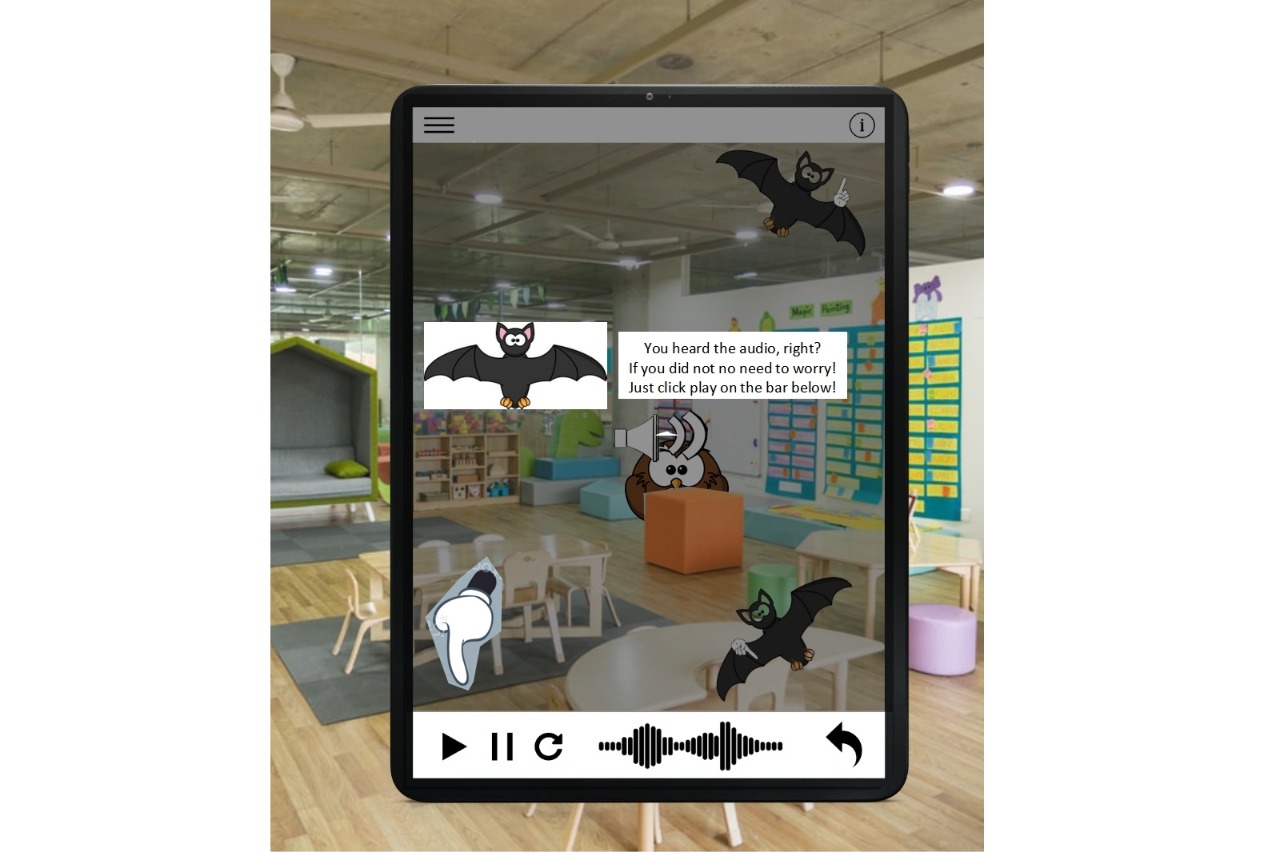 i
Magic Painting
You heard the audio, right?
If you did not no need to worry!
Just click play on the bar below!